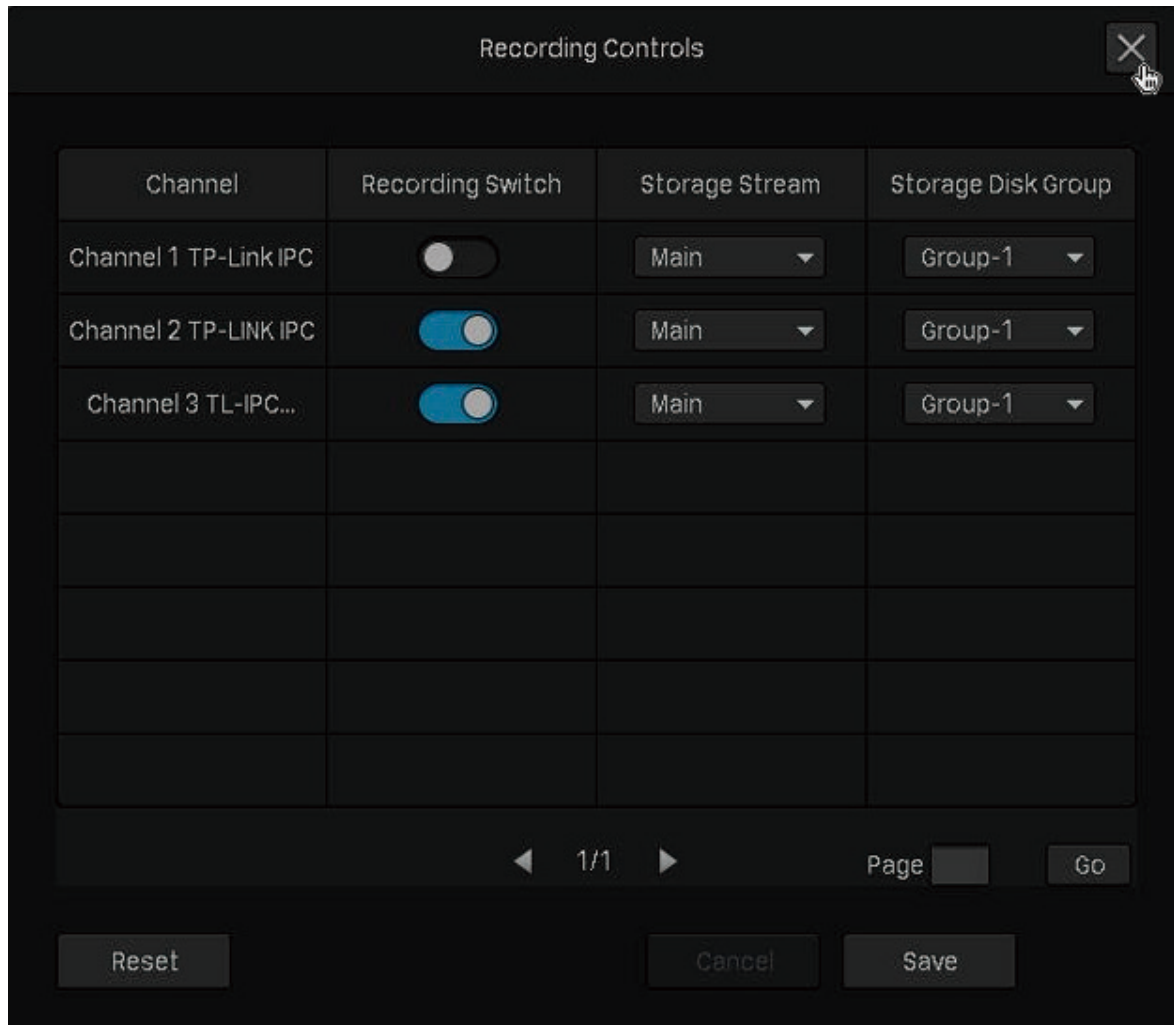 Recording Controls
Channel Recording Switch Storage Stream Storage Disk Group
Channel 1 TP-Link IPC Main Group-1
Channel 2 TP-LINK IPC Main Group-1
Channel 3 TL-IPC... Main Group-1
1/1 Page Go
Reset Cancel Save